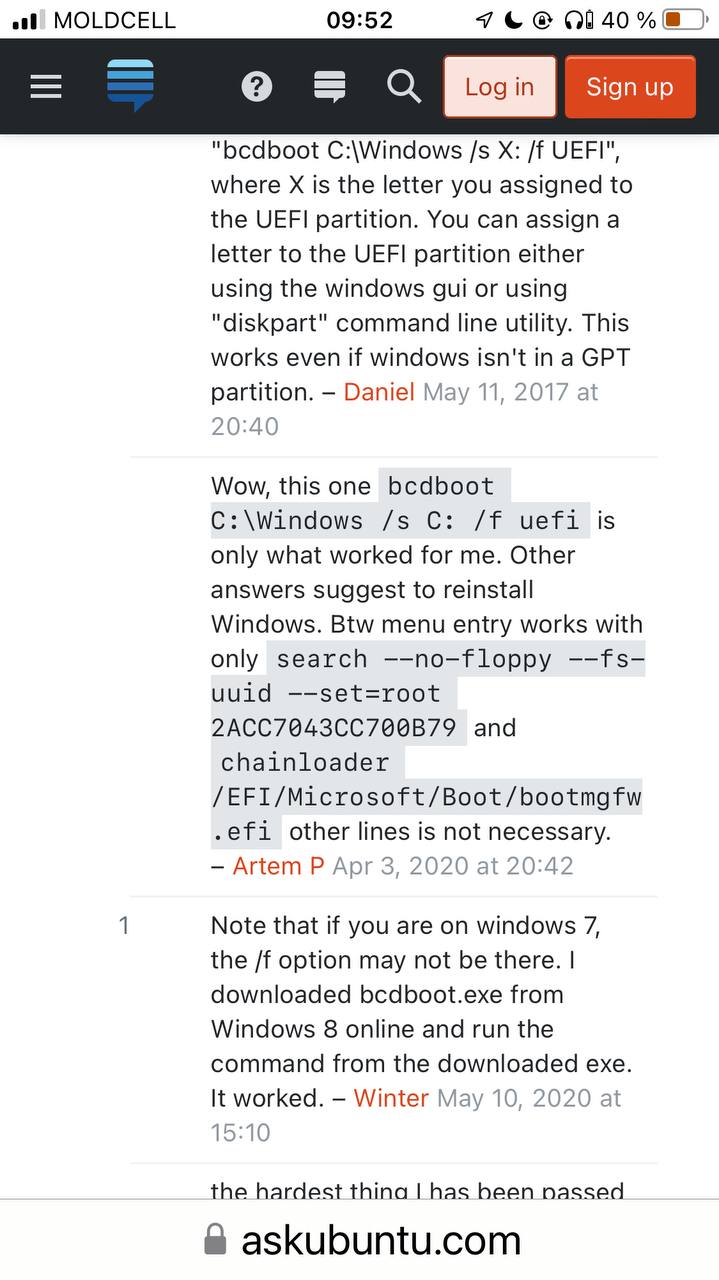 MOLDCELL 09:52 40 %
Log in Sign up
"bcdboot C:\Windows /s X: /f UEFI",
where X is the letter you assigned to
the UEFI partition. You can assign a
letter to the UEFI partition either
using the windows gui or using
"diskpart" command line utility. This
works even if windows isn't in a GPT
partition. – Daniel May 11, 2017 at
20:40
Wow, this one bcdboot
C:\Windows /s C: /f uefi is
only what worked for me. Other
answers suggest to reinstall
Windows. Btw menu entry works with
only search --no-floppy --fs-
uuid --set=root
2ACC7043CC700B79 and
chainloader
/EFI/Microsoft/Boot/bootmgfw
.efi other lines is not necessary.
– Artem P Apr 3, 2020 at 20:42
1 Note that if you are on windows 7,
the /f option may not be there. I
downloaded bcdboot.exe from
Windows 8 online and run the
command from the downloaded exe.
It worked. – Winter May 10, 2020 at
15:10
the hardest thing I has been passed
askubuntu.com